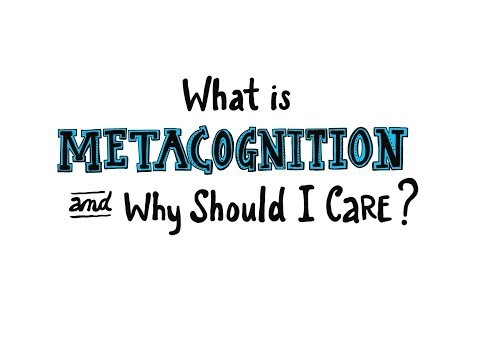 What is
METACOGNITION
and Why Should I CARE?